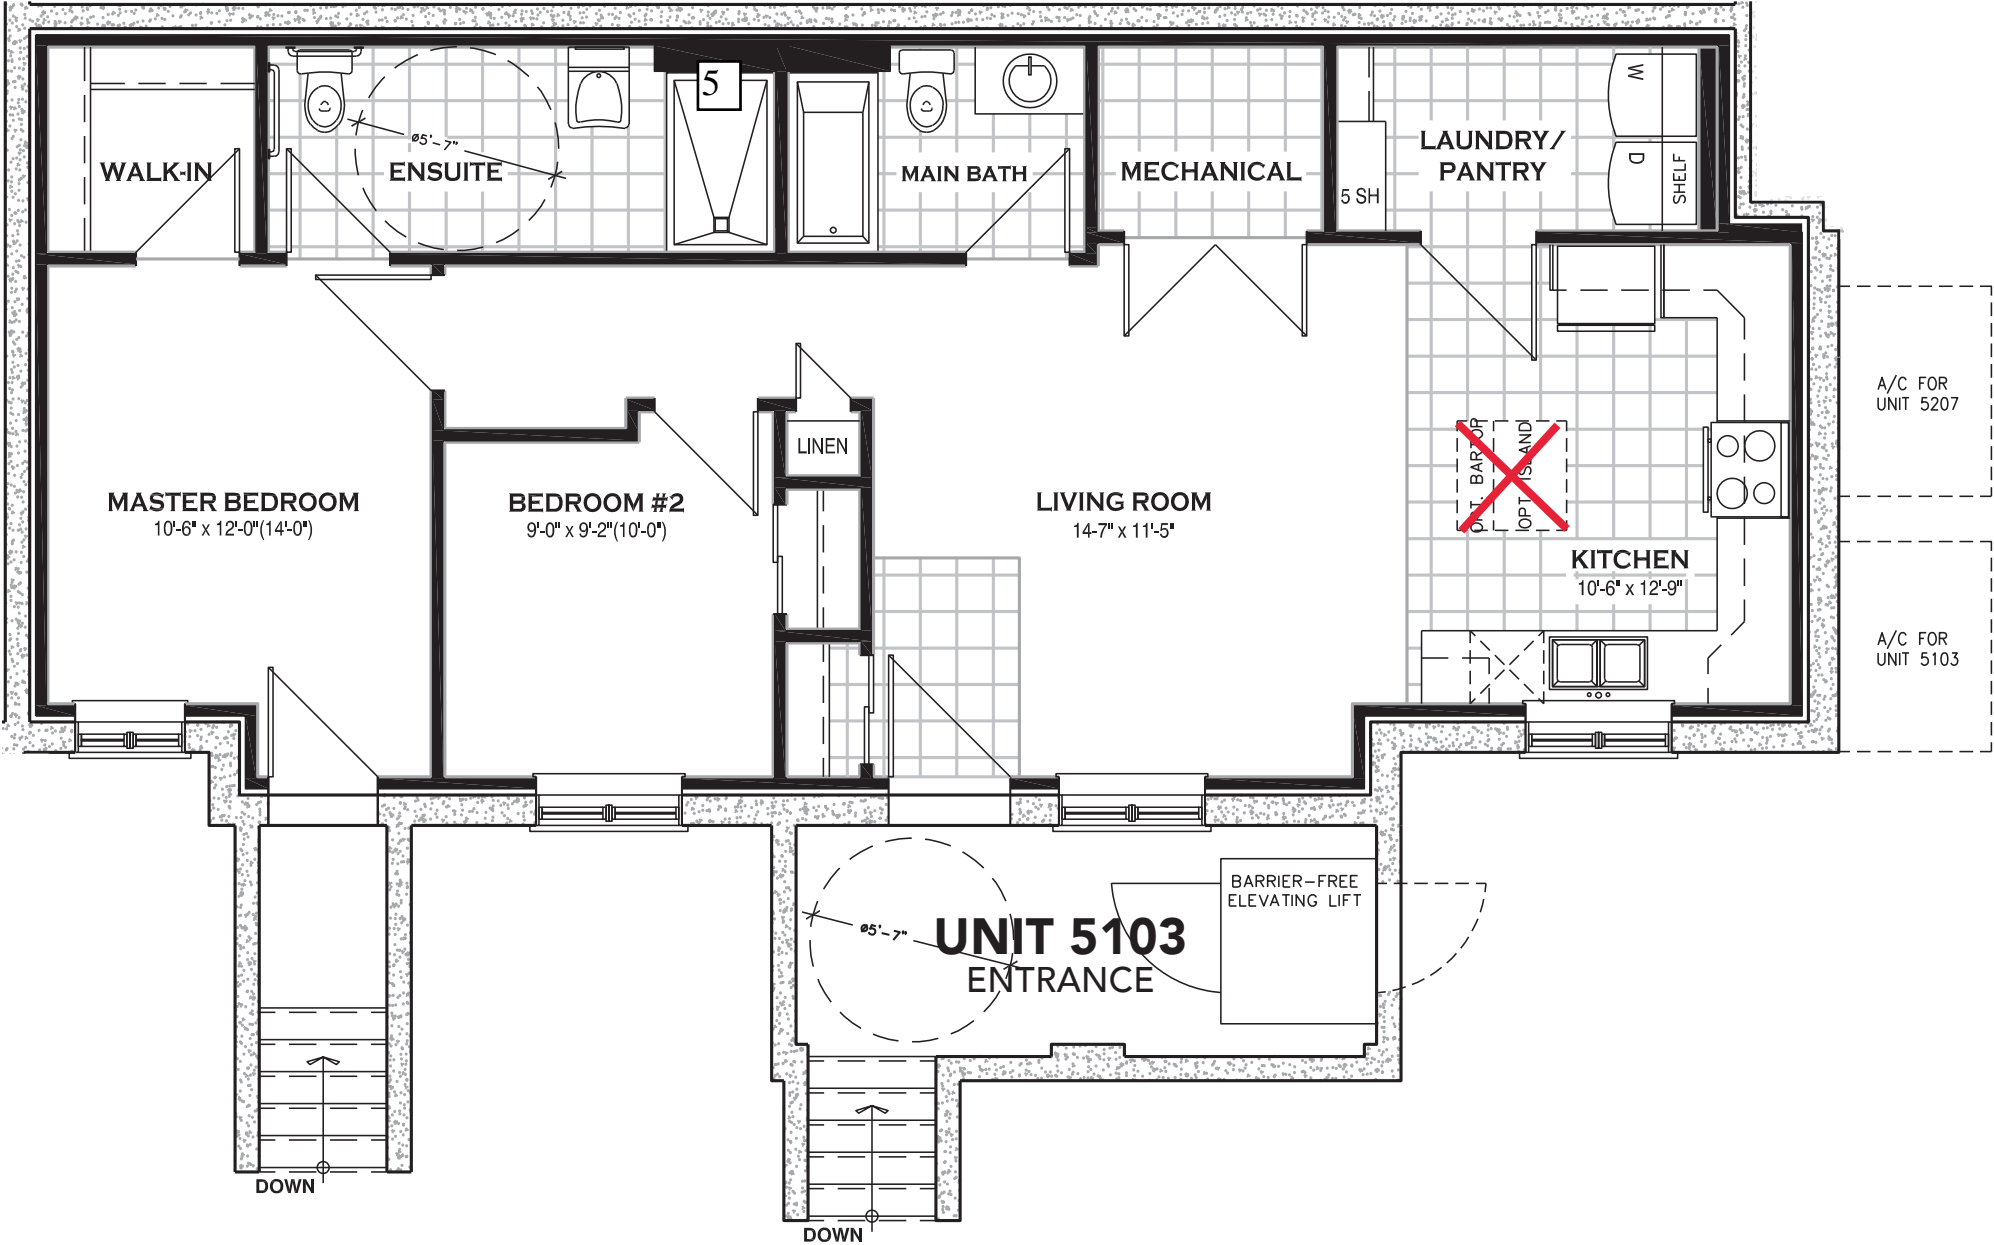 5
WALK-IN
ø5'-7"
ENSUITE
MAIN BATH
MECHANICAL
LAUNDRY/
PANTRY
W
D
SHELF
5 SH
A/C FOR
UNIT 5207
LINEN
OPT. BARTOP
OPT ISLAND
MASTER BEDROOM
10'-6" x 12'-0"(14'-0")
BEDROOM #2
9'-0" x 9'-2"(10'-0")
LIVING ROOM
14'-7" x 11'-5"
KITCHEN
10'-6" x 12'-9"
A/C FOR
UNIT 5103
BARRIER-FREE
ELEVATING LIFT
ø5'-7"
UNIT 5103
ENTRANCE
DOWN
DOWN